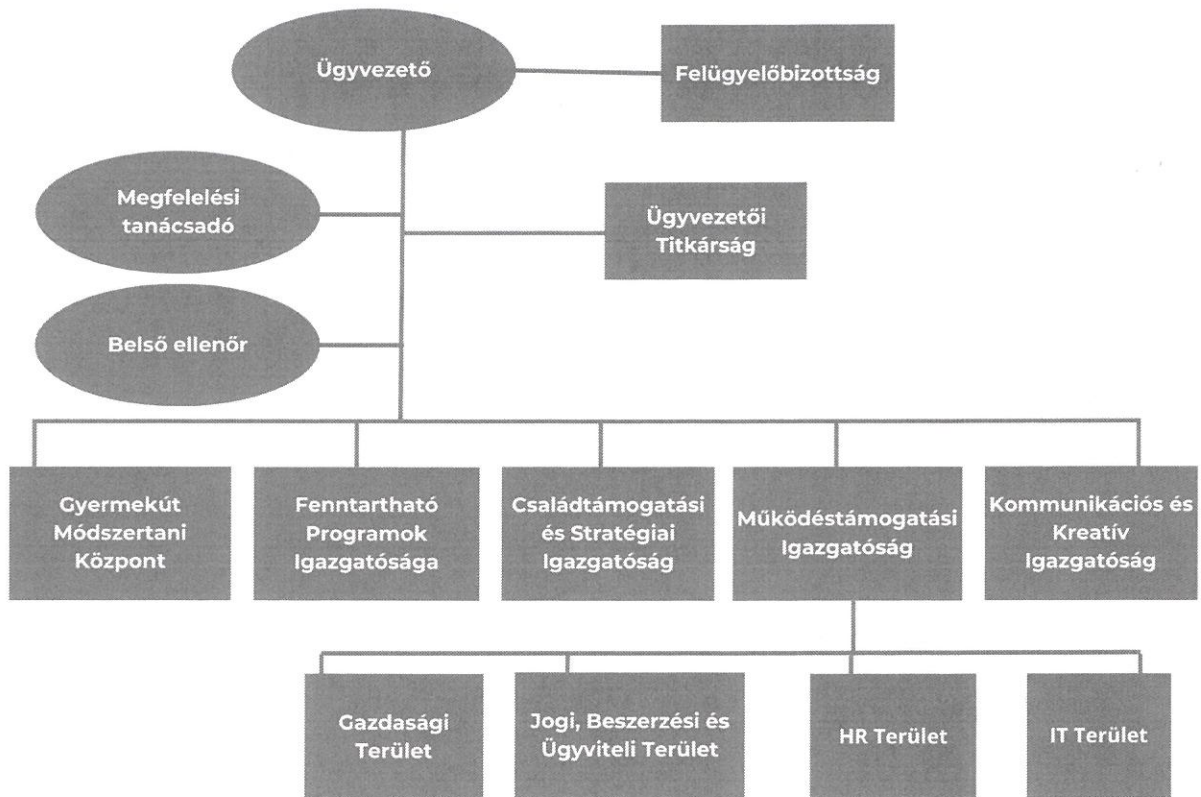 Ügyvezető
Felügyelőbizottság
Megfelelési
tanácsadó
Ügyvezetői
Titkárság
Belső ellenőr
Gyermekút
Módszertani
Központ
Fenntartható
Programok
Igazgatósága
Családtámogatási
és Stratégiai
Igazgatóság
Működéstámogatási
Igazgatóság
Kommunikációs és
Kreatív
Igazgatóság
Gazdasági
Terület
Jogi, Beszerzési és
Ügyviteli Terület
HR Terület
IT Terület